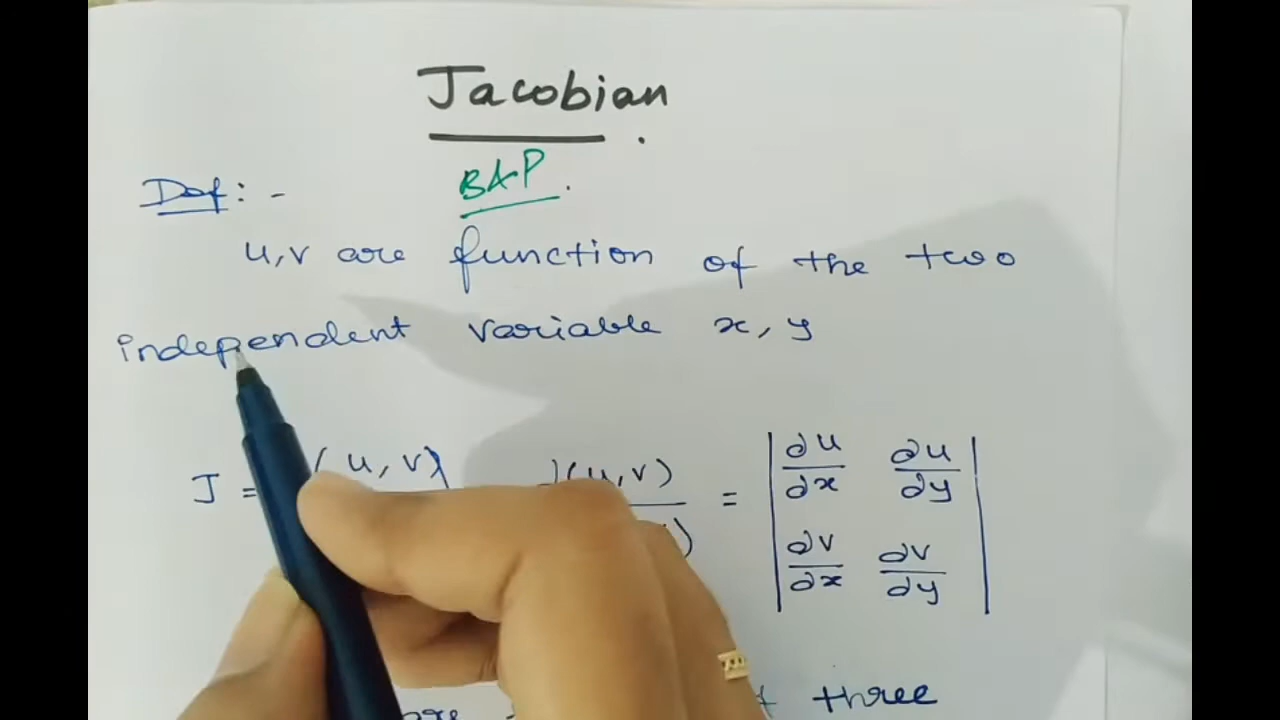 Jacobian
BAP.
Def:-
u,v are function of the two
independent variable x, y
J = (u, v) ∂(u, v) = | ∂u/∂x ∂u/∂y |
| ∂v/∂x ∂v/∂y |
three